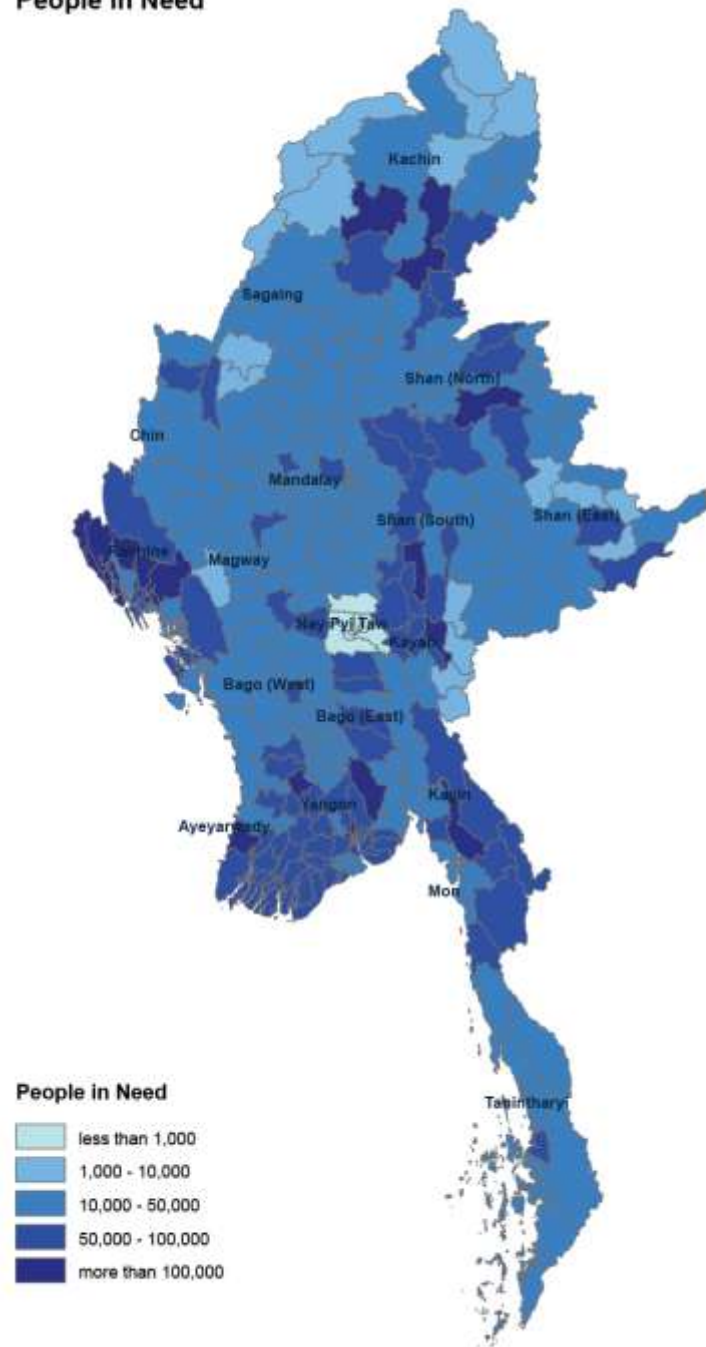 People in Need
Kachin
Sagaing
Shan (North)
Chin
Mandalay
Shan (South)
Shan (East)
Rakhine
Magway
Nay Pyi Taw
Kayah
Bago (West)
Bago (East)
Kayin
Yangon
Ayeyarwady
Mon
Tanintharyi
People in Need
less than 1,000
1,000 - 10,000
10,000 - 50,000
50,000 - 100,000
more than 100,000